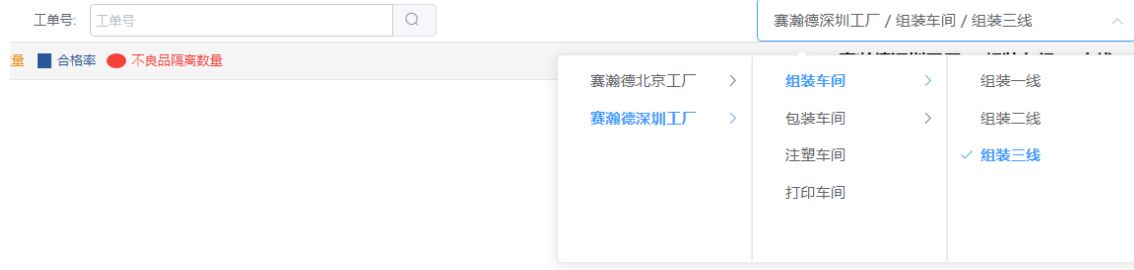 工单号: 工单号 赛瀚德深圳工厂 / 组装车间 / 组装三线
量 合格率 不良品隔离数量
赛瀚德北京工厂 组装车间 组装一线
赛瀚德深圳工厂 包装车间 组装二线
注塑车间 组装三线
打印车间